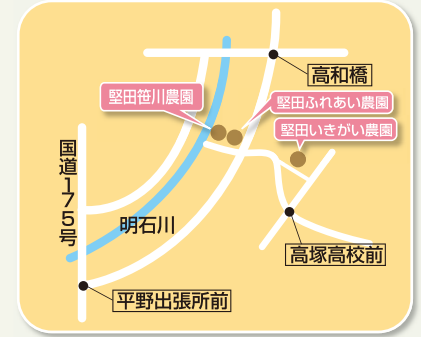 高和橋
堅田笹川農園
堅田ふれあい農園
堅田いきがい農園
国道175号
明石川
高塚高校前
平野出張所前